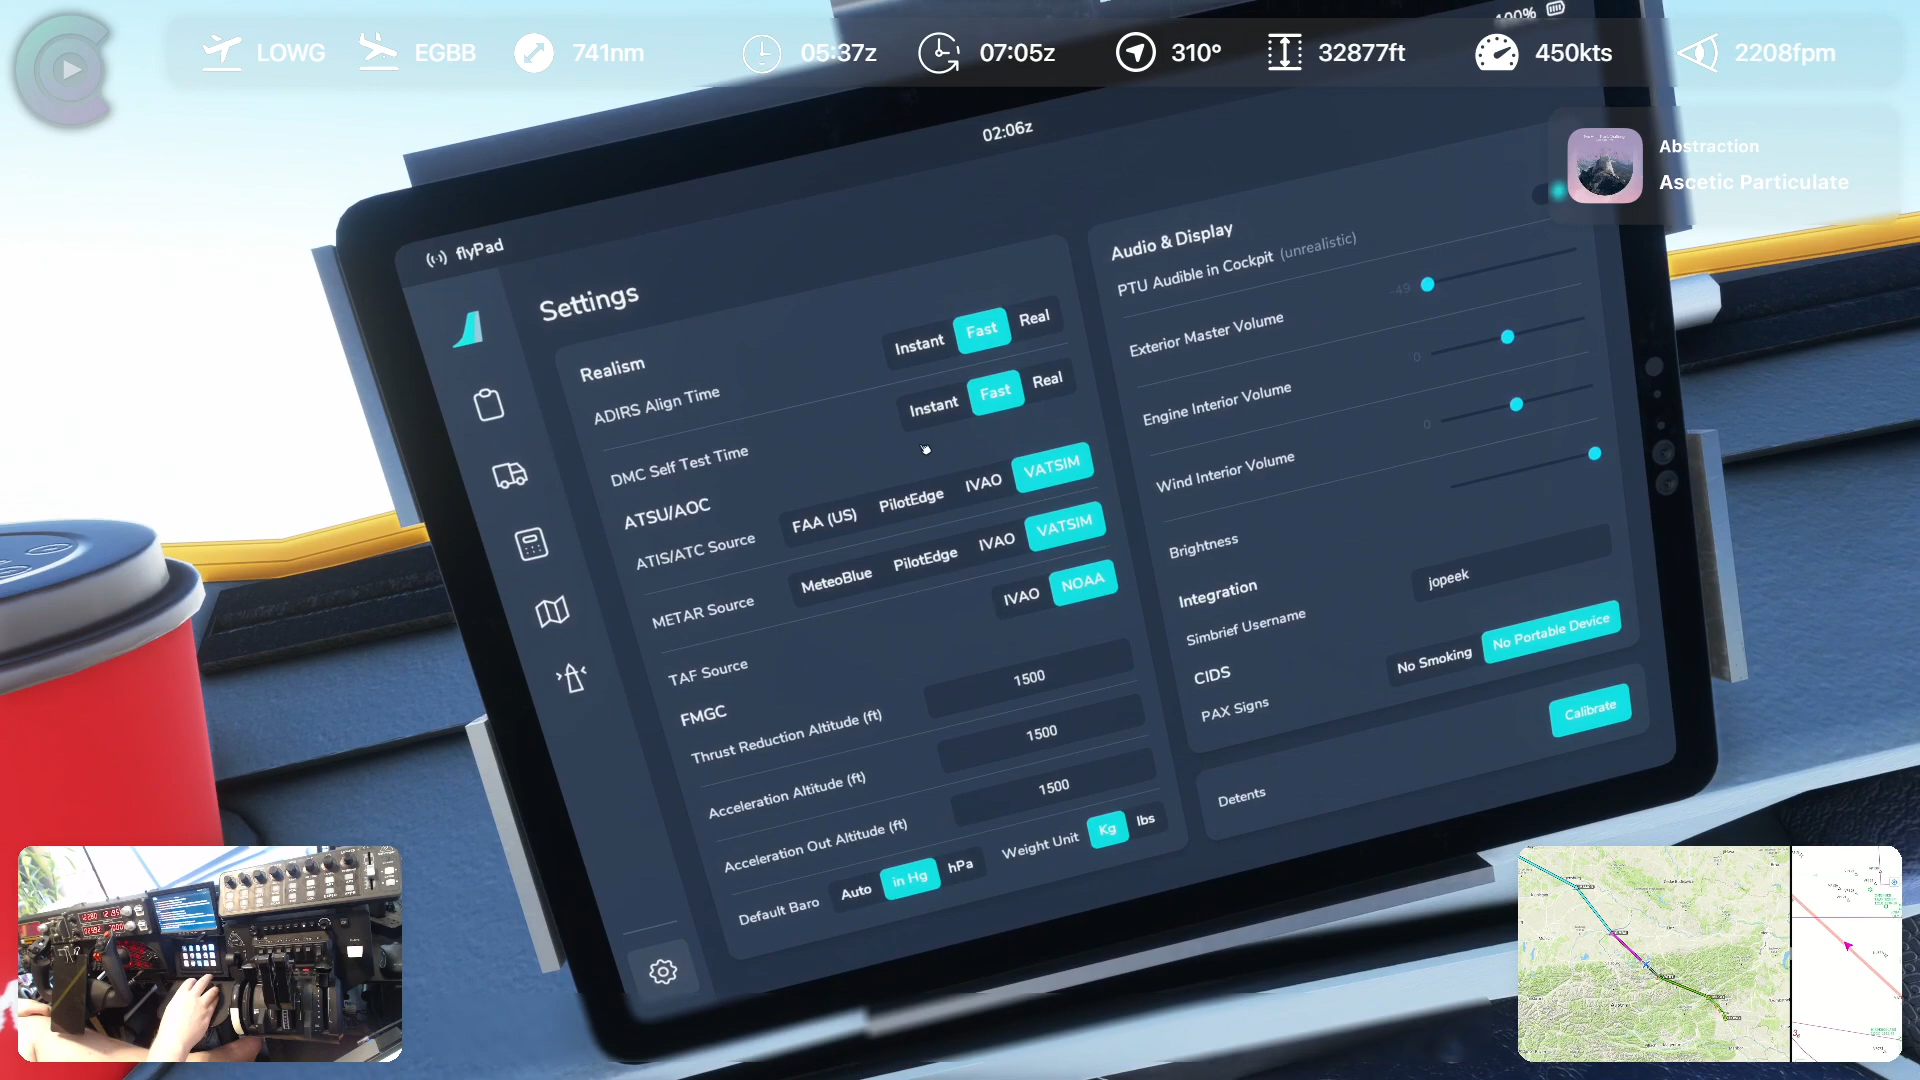 LOWG EGBB 741nm 05:37z 07:05z 310° 32877ft 450kts 2208fpm
100%
02:06z
Abstraction
Ascetic Particulate
flyPad
Settings
Realism
ADIRS Align Time Instant Fast Real
DMC Self Test Time Instant Fast Real
ATSU/AOC
ATIS/ATC Source FAA (US) PilotEdge IVAO VATSIM
METAR Source MeteoBlue PilotEdge IVAO VATSIM
TAF Source IVAO NOAA
FMGC
Thrust Reduction Altitude (ft) 1500
Acceleration Altitude (ft) 1500
Acceleration Out Altitude (ft) 1500
Default Baro Auto in Hg hPa Weight Unit Kg lbs
Audio & Display
PTU Audible in Cockpit (unrealistic)
Exterior Master Volume -49
Engine Interior Volume 0
Wind Interior Volume 0
Brightness
Integration
Simbrief Username jopeek
CIDS
PAX Signs No Smoking No Portable Device
Detents Calibrate